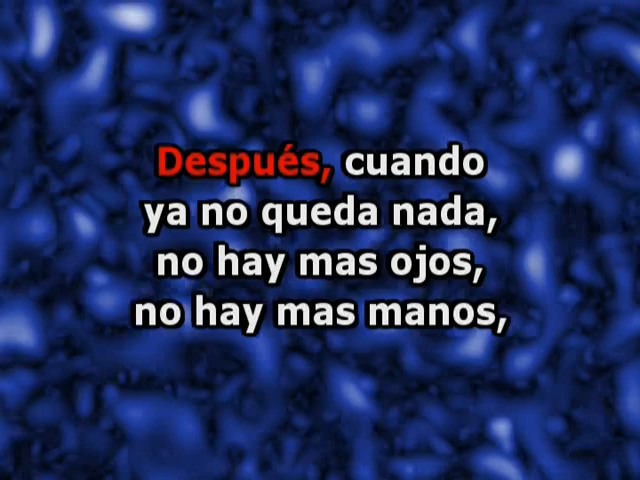 Después, cuando
ya no queda nada,
no hay mas ojos,
no hay mas manos,